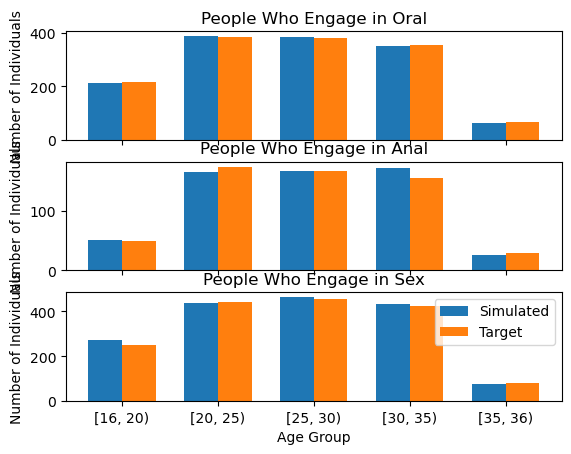 People Who Engage in Oral
Number of Individuals
400
200
0
People Who Engage in Anal
Number of Individuals
100
0
People Who Engage in Sex
Number of Individuals
400
200
0
Simulated
Target
[16, 20) [20, 25) [25, 30) [30, 35) [35, 36)
Age Group